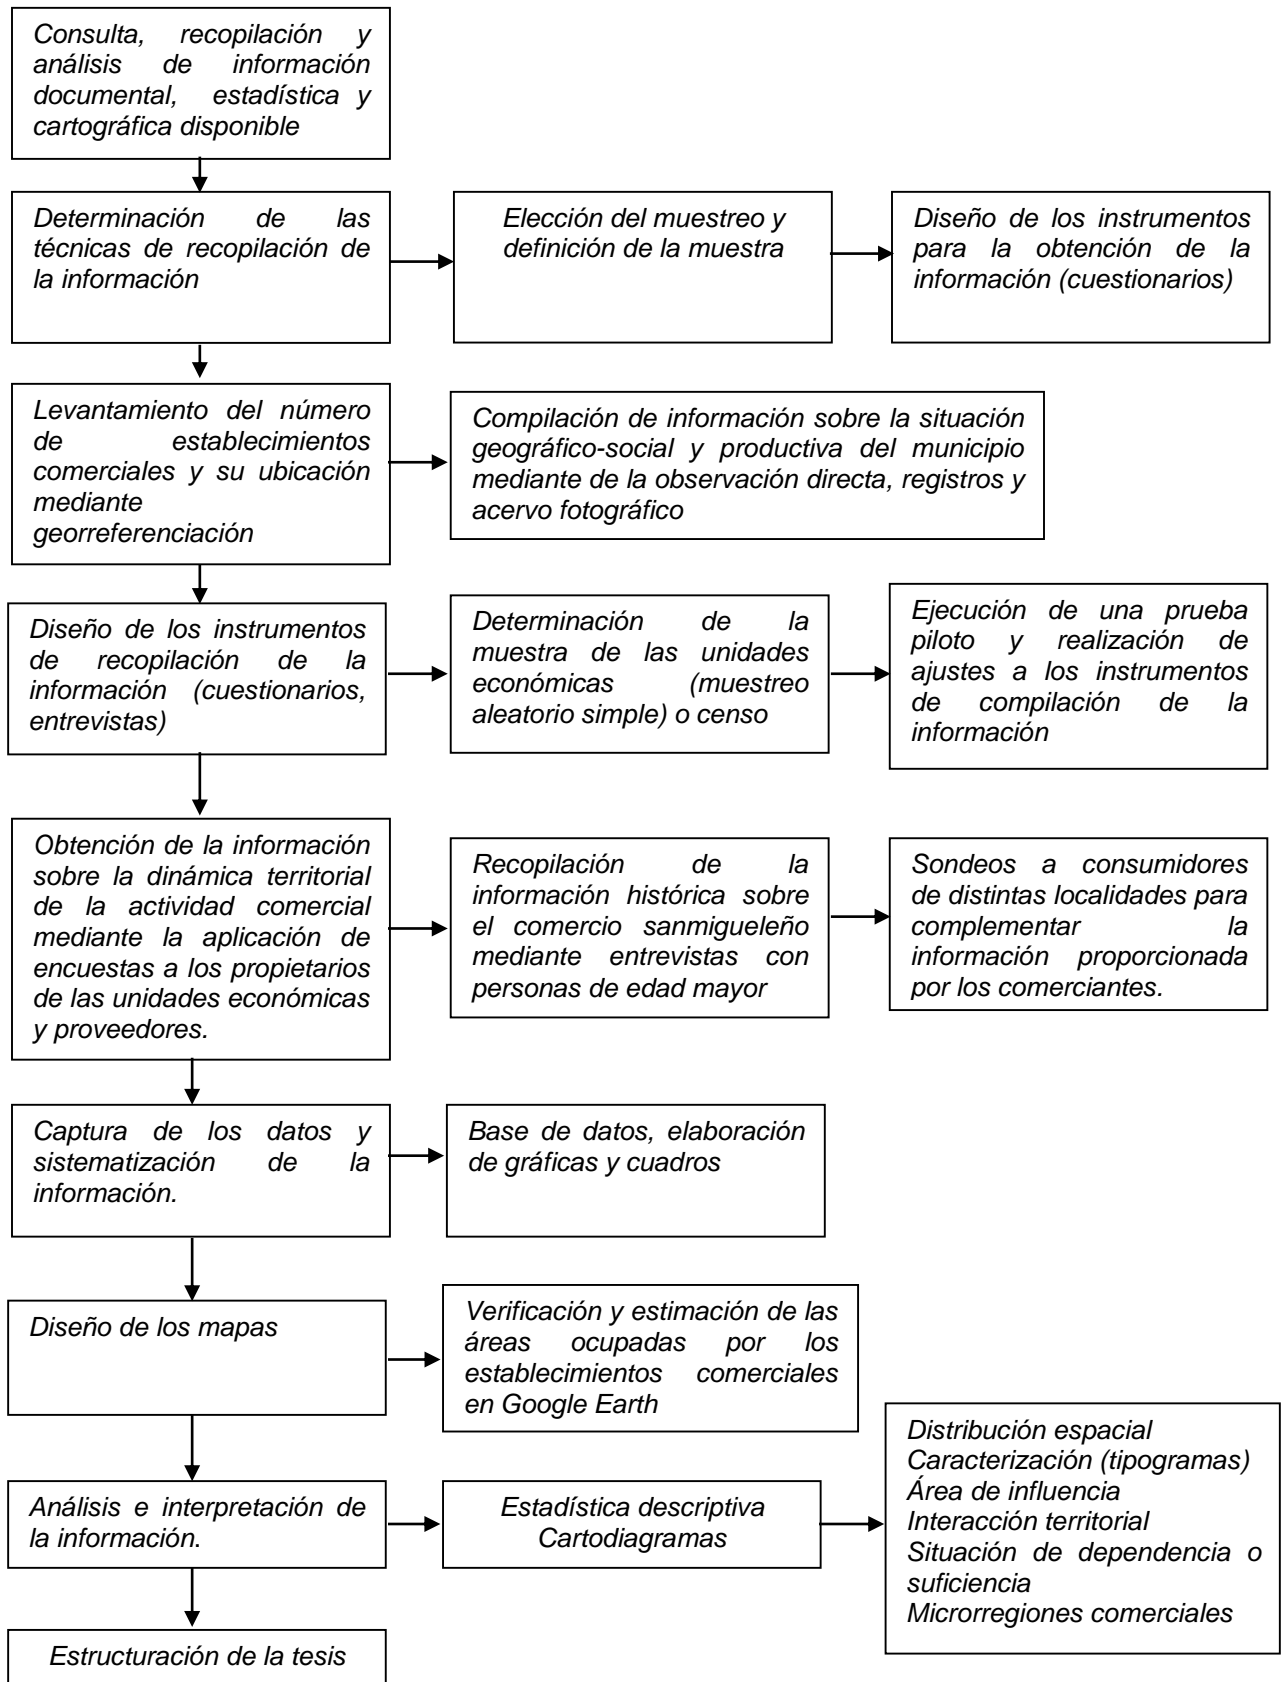 Consulta, recopilación y
análisis de información
documental, estadística y
cartográfica disponible
Determinación de las
técnicas de recopilación de
la información
Elección del muestreo y
definición de la muestra
Diseño de los instrumentos
para la obtención de la
información (cuestionarios)
Levantamiento del número
de establecimientos
comerciales y su ubicación
mediante
georreferenciación
Compilación de información sobre la situación
geográfico-social y productiva del municipio
mediante de la observación directa, registros y
acervo fotográfico
Diseño de los instrumentos
de recopilación de la
información (cuestionarios,
entrevistas)
Determinación de la
muestra de las unidades
económicas (muestreo
aleatorio simple) o censo
Ejecución de una prueba
piloto y realización de
ajustes a los instrumentos
de compilación de la
información
Obtención de la información
sobre la dinámica territorial
de la actividad comercial
mediante la aplicación de
encuestas a los propietarios
de las unidades económicas
y proveedores.
Recopilación de la
información histórica sobre
el comercio sanmigueleño
mediante entrevistas con
personas de edad mayor
Sondeos a consumidores
de distintas localidades para
complementar la
información proporcionada
por los comerciantes.
Captura de los datos y
sistematización de la
información.
Base de datos, elaboración
de gráficas y cuadros
Diseño de los mapas
Verificación y estimación de las
áreas ocupadas por los
establecimientos comerciales
en Google Earth
Análisis e interpretación de
la información.
Estadística descriptiva
Cartodiagramas
Distribución espacial
Caracterización (tipogramas)
Área de influencia
Interacción territorial
Situación de dependencia o
suficiencia
Microrregiones comerciales
Estructuración de la tesis